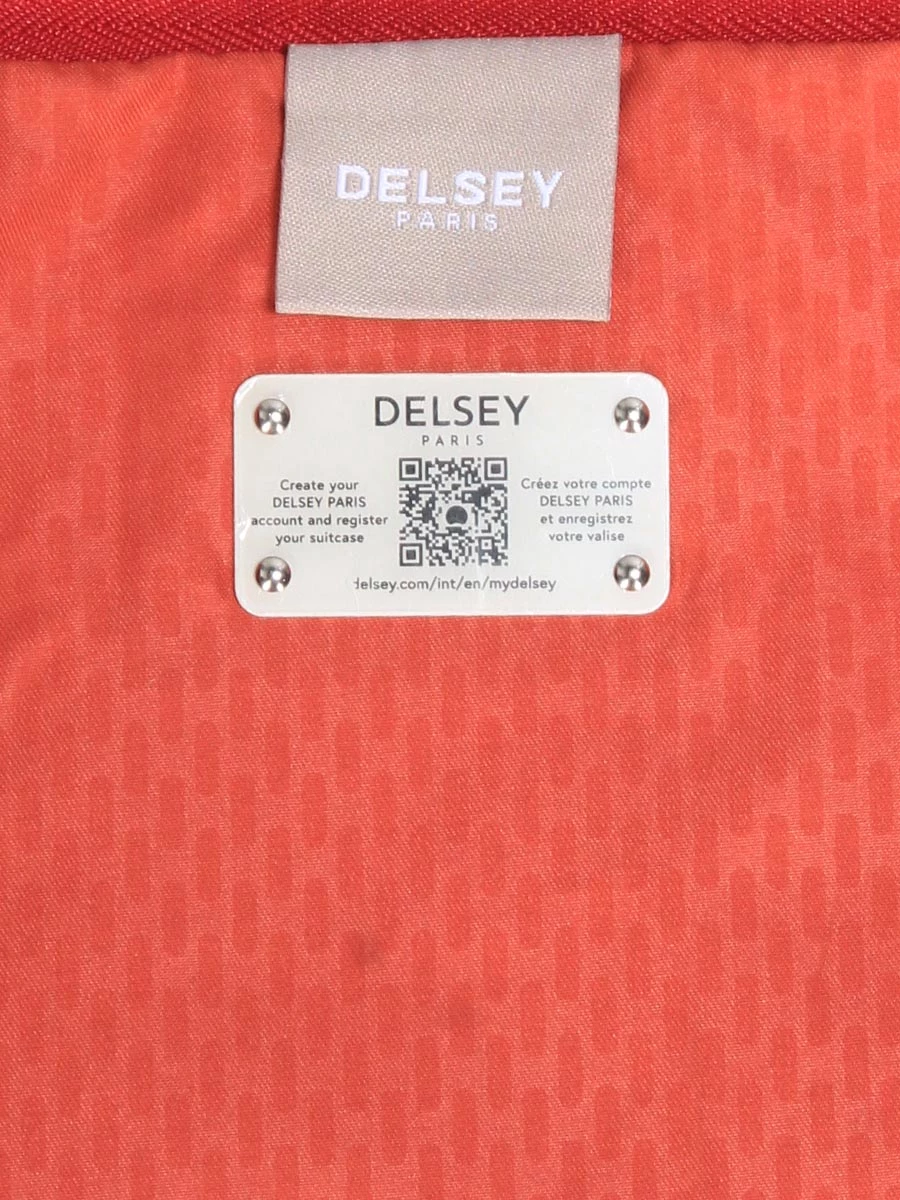 DELSEY
PARIS
DELSEY
PARIS
Create your
DELSEY PARIS
account and register
your suitcase
Créez votre compte
DELSEY PARIS
et enregistrez
votre valise
delsey.com/int/en/mydelsey